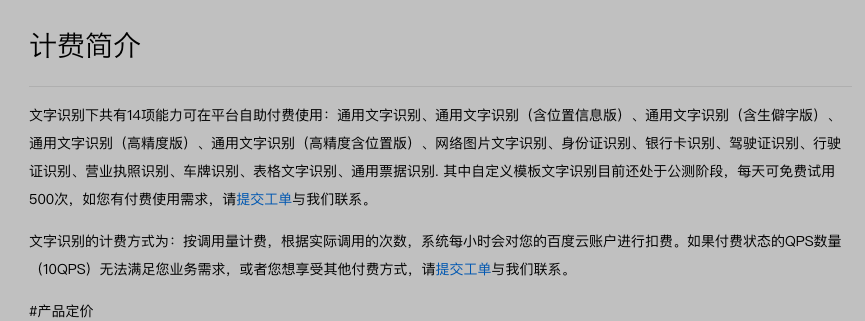 计费简介
文字识别下共有14项能力可在平台自助付费使用：通用文字识别、通用文字识别（含位置信息版）、通用文字识别（含生僻字版）、
通用文字识别（高精度版）、通用文字识别（高精度含位置版）、网络图片文字识别、身份证识别、银行卡识别、驾驶证识别、行驶
证识别、营业执照识别、车牌识别、表格文字识别、通用票据识别. 其中自定义模板文字识别目前还处于公测阶段，每天可免费试用
500次，如您有付费使用需求，请提交工单与我们联系。
文字识别的计费方式为：按调用量计费，根据实际调用的次数，系统每小时会对您的百度云账户进行扣费。如果付费状态的QPS数量
（10QPS）无法满足您业务需求，或者您想享受其他付费方式，请提交工单与我们联系。
#产品定价